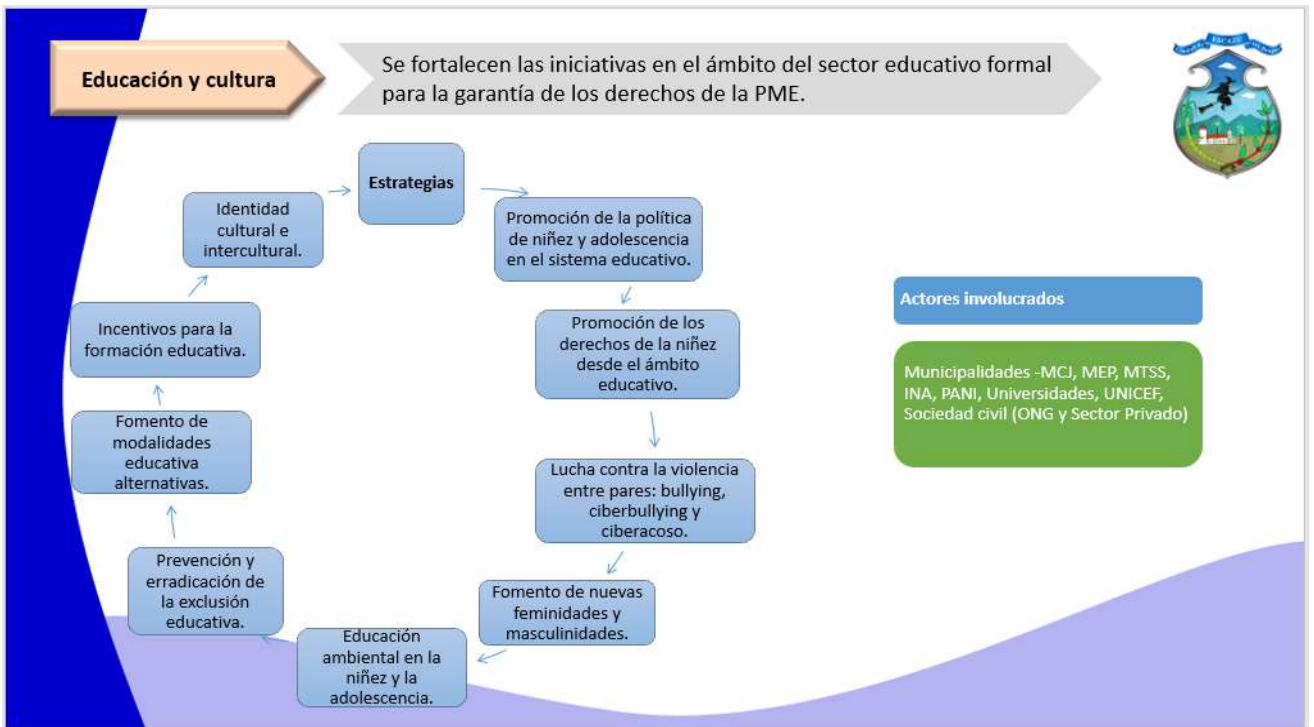 Educación y cultura
Se fortalecen las iniciativas en el ámbito del sector educativo formal
para la garantía de los derechos de la PME.
Estrategias
Promoción de la política
de niñez y adolescencia
en el sistema educativo.
Promoción de los
derechos de la niñez
desde el ámbito
educativo.
Lucha contra la violencia
entre pares: bullying,
ciberbullying y
ciberacoso.
Fomento de nuevas
feminidades y
masculinidades.
Educación
ambiental en la
niñez y la
adolescencia.
Prevención y
erradicación de
la exclusión
educativa.
Fomento de
modalidades
educativa
alternativas.
Incentivos para la
formación educativa.
Identidad
cultural e
intercultural.
Actores involucrados
Municipalidades -MCJ, MEP, MTSS,
INA, PANI, Universidades, UNICEF,
Sociedad civil (ONG y Sector Privado)